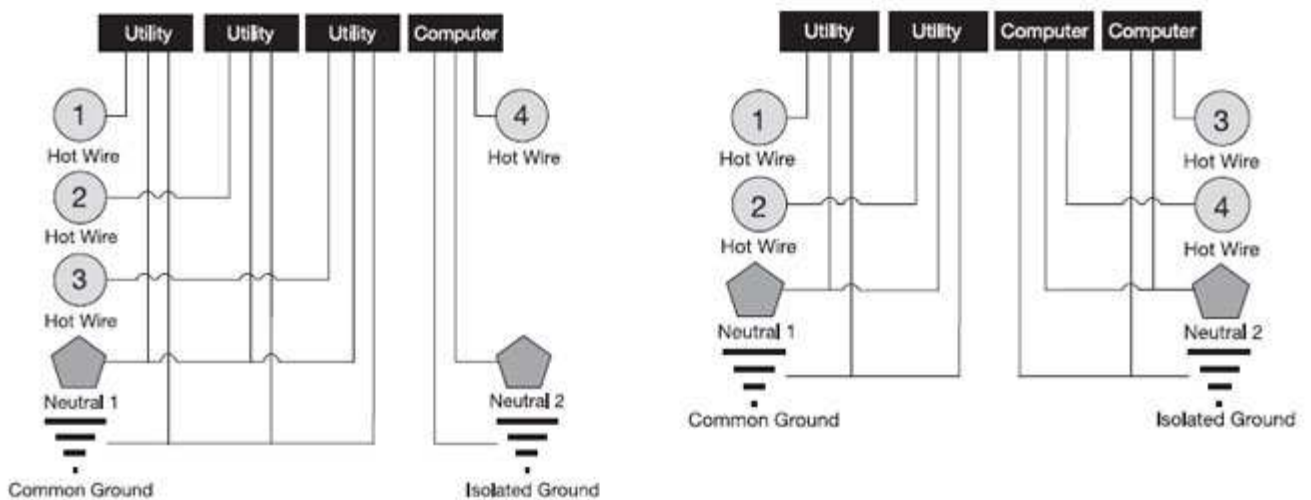 Utility Utility Utility Computer
1 4
Hot Wire Hot Wire
2
Hot Wire
3
Hot Wire
Neutral 1 Neutral 2
Common Ground Isolated Ground
Utility Utility Computer Computer
1 3
Hot Wire Hot Wire
2 4
Hot Wire Hot Wire
Neutral 1 Neutral 2
Common Ground Isolated Ground